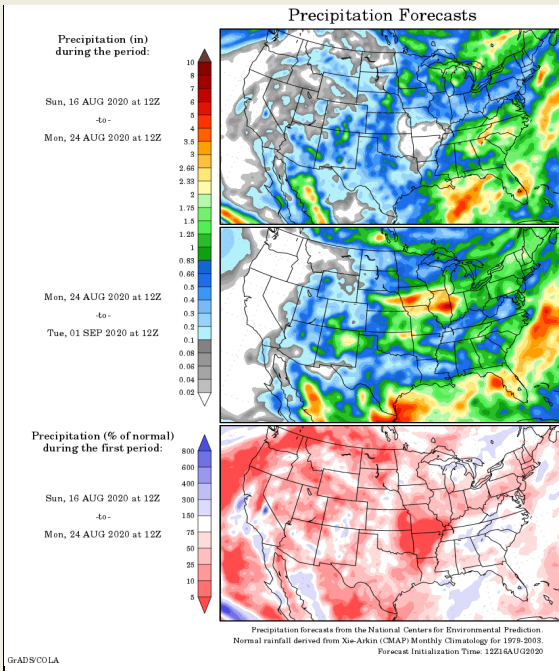 Precipitation Forecasts
Precipitation (in)
during the period:
Sun, 16 AUG 2020 at 12Z
-to-
Mon, 24 AUG 2020 at 12Z
10
8
7
6
5
4
3.5
3
2.66
2.33
2
1.75
1.5
1.25
1
0.83
0.66
0.5
0.4
0.3
0.2
0.1
0.08
0.06
0.04
0.02
Mon, 24 AUG 2020 at 12Z
-to-
Tue, 01 SEP 2020 at 12Z
Precipitation (% of normal)
during the first period:
Sun, 16 AUG 2020 at 12Z
-to-
Mon, 24 AUG 2020 at 12Z
800
600
400
300
150
75
50
25
10
5
Precipitation forecasts from the National Centers for Environmental Prediction.
Normal rainfall derived from Xie-Arkin (CMAP) Monthly Climatology for 1979-2003.
Forecast Initialization Time: 12Z16AUG2020
GrADS/COLA